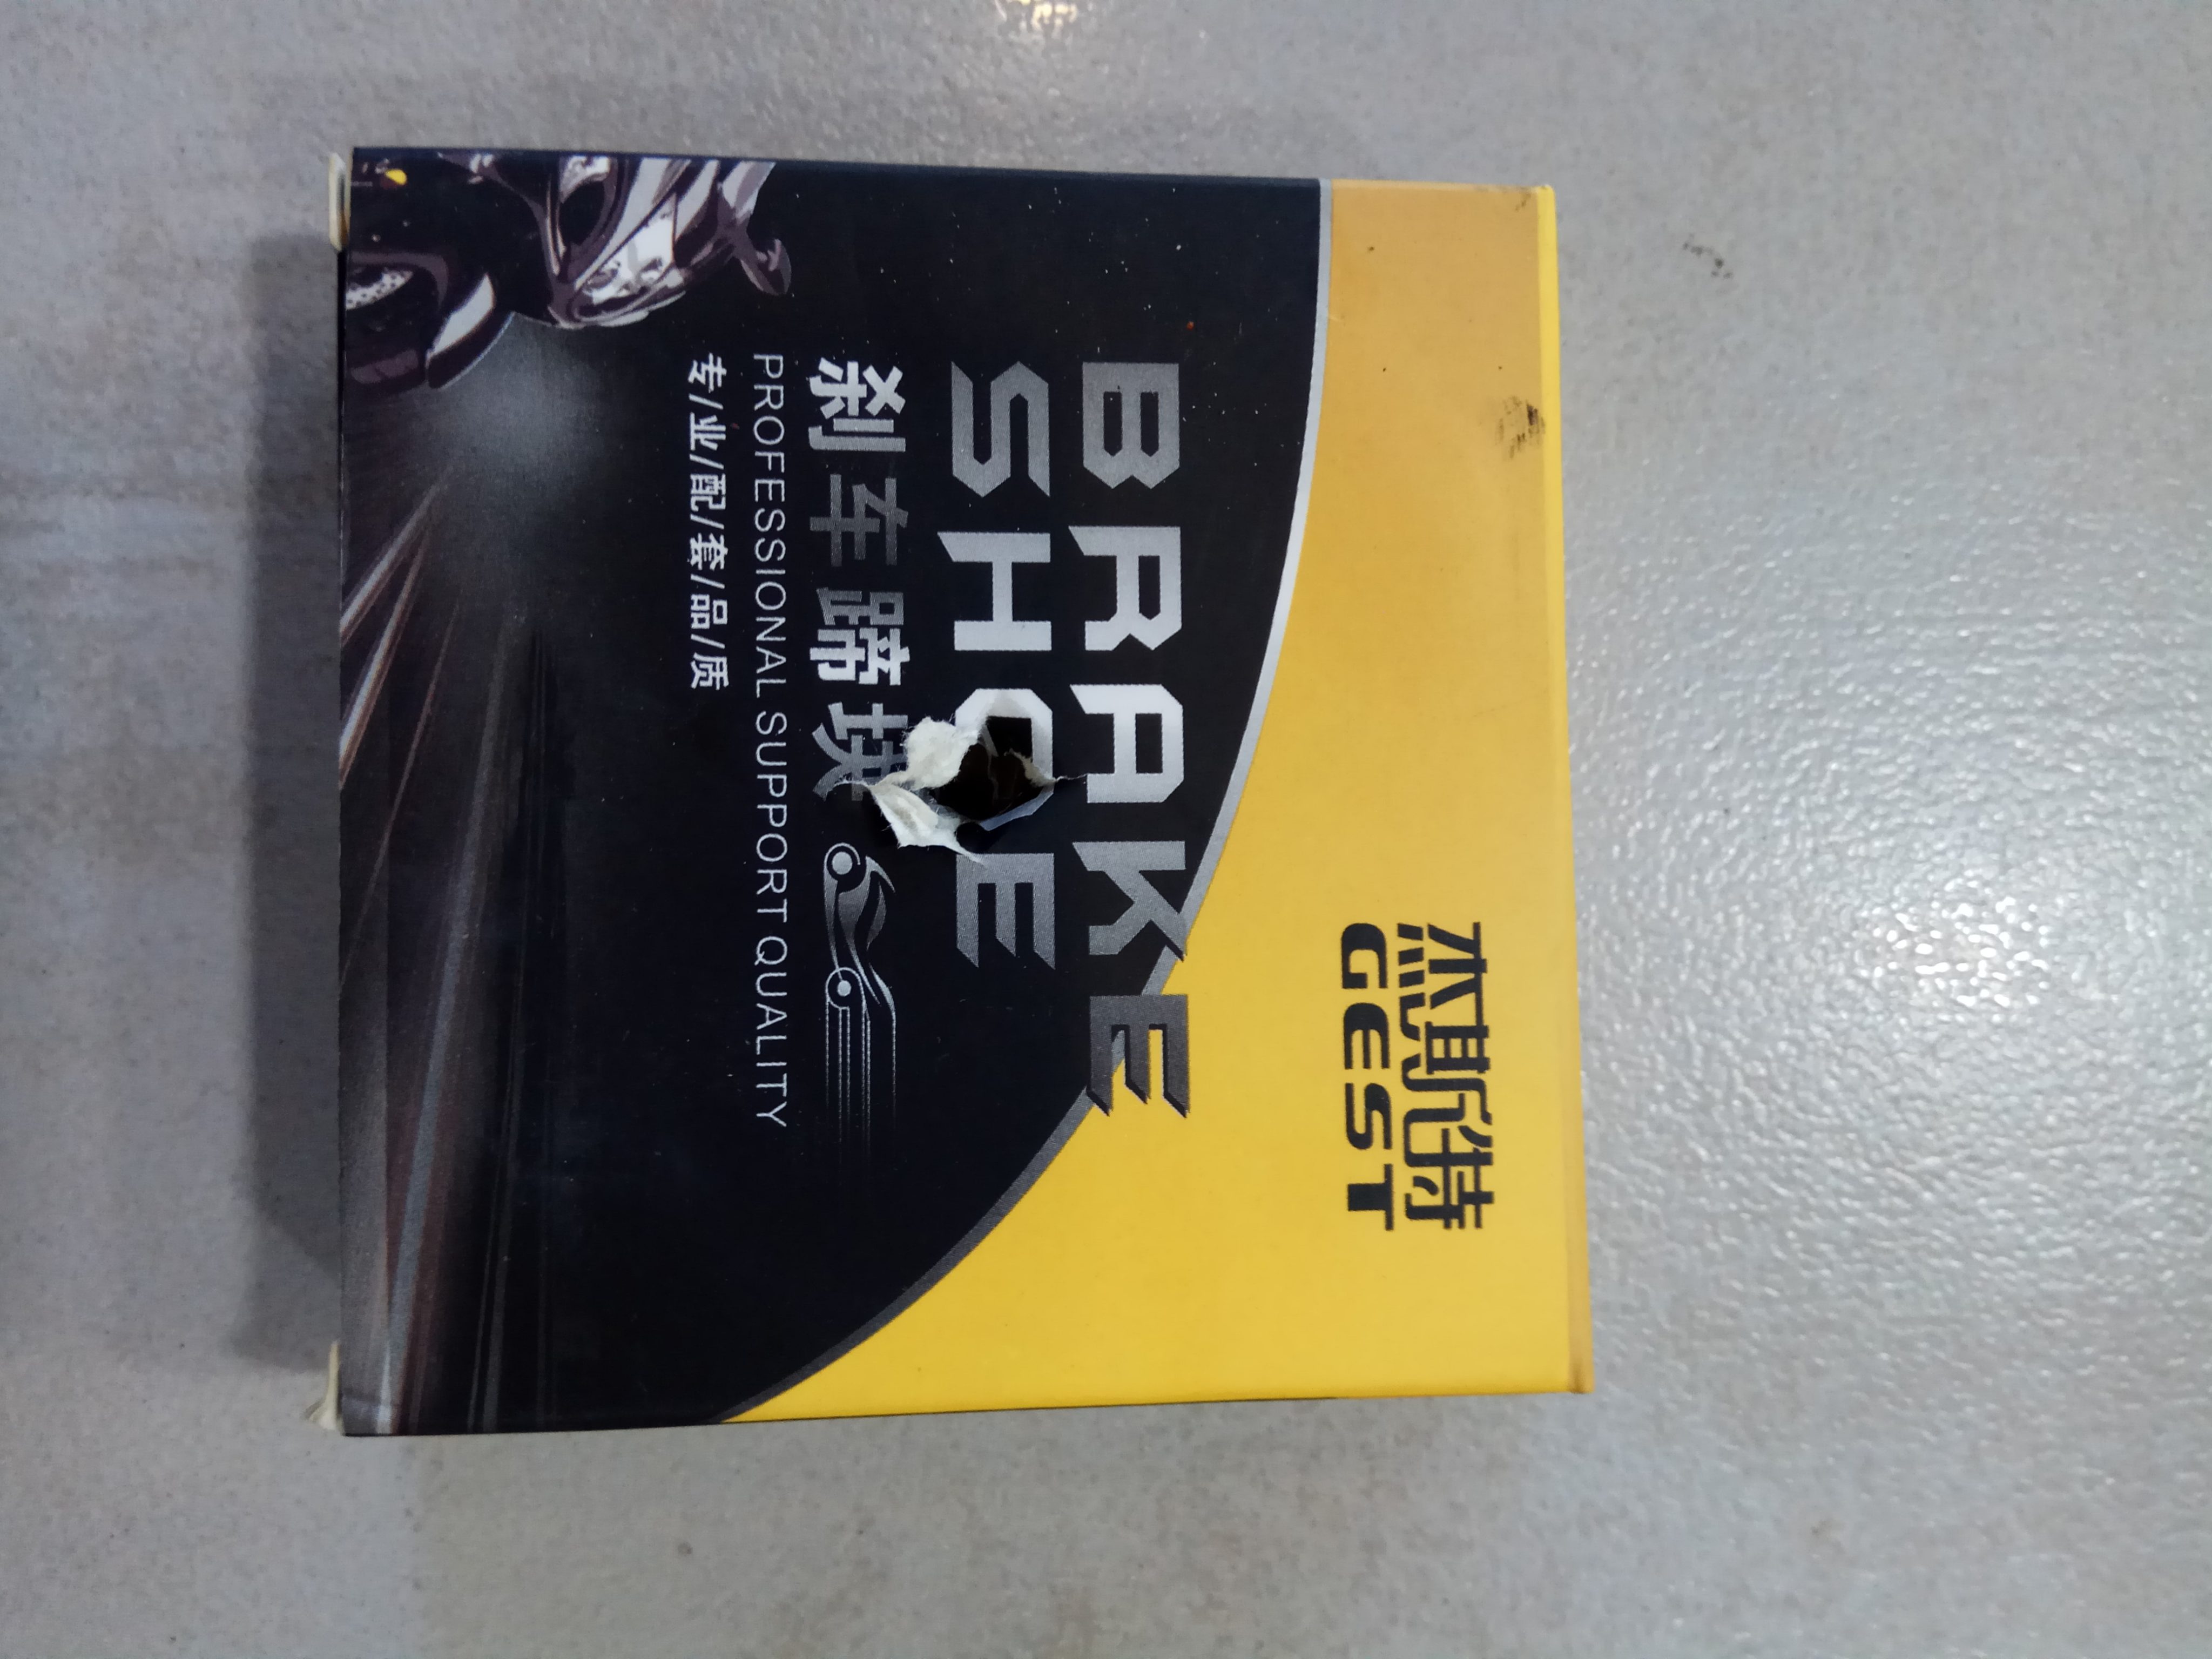 杰斯特
GEST
BRAKE
SHOE
刹车蹄块
PROFESSIONAL SUPPORT QUALITY
专/业/配/套/品/质